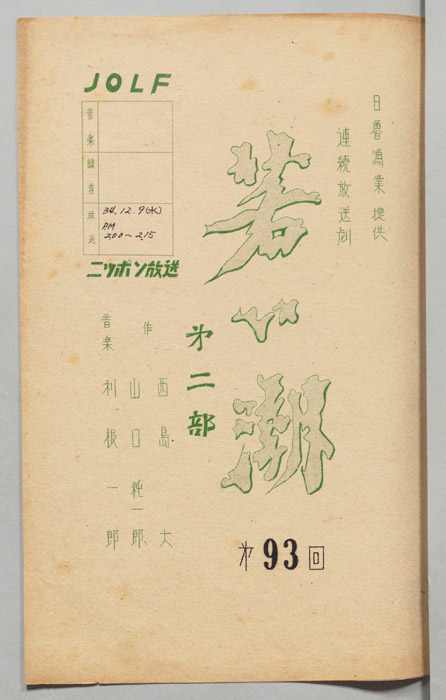 日魯漁業提供
連続放送劇
若い潮
第二部
第93回
JOLF
音楽
録音
放送
34.12.9(水)
PM
2.00〜2.15
ニッポン放送
作 西島大
山口純一郎
音楽 利根一郎